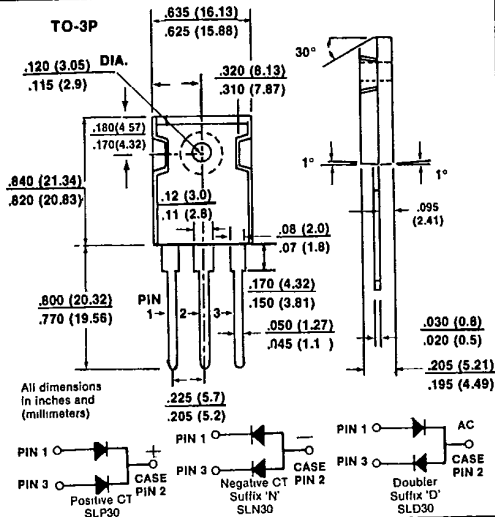 TO-3P
.635 (16.13)
.625 (15.88)
30°
.120 (3.05) DIA.
.115 (2.9)
.320 (8.13)
.310 (7.87)
.180(4.57)
.170(4.32)
1°
1°
.840 (21.34)
.820 (20.83)
.12 (3.0)
.11 (2.8)
.095
(2.41)
.08 (2.0)
.07 (1.8)
.170 (4.32)
.150 (3.81)
.800 (20.32)
.770 (19.56)
PIN
1 2 3
.050 (1.27)
.045 (1.1 )
.030 (0.8)
.020 (0.5)
.205 (5.21)
.195 (4.49)
All dimensions
in inches and
(millimeters)
.225 (5.7)
.205 (5.2)
PIN 1 +
PIN 3 CASE
PIN 2
Positive CT
SLP30
PIN 1 –
PIN 3 CASE
PIN 2
Negative CT
Suffix 'N'
SLN30
PIN 1 AC
PIN 3 CASE
PIN 2
Doubler
Suffix 'D'
SLD30